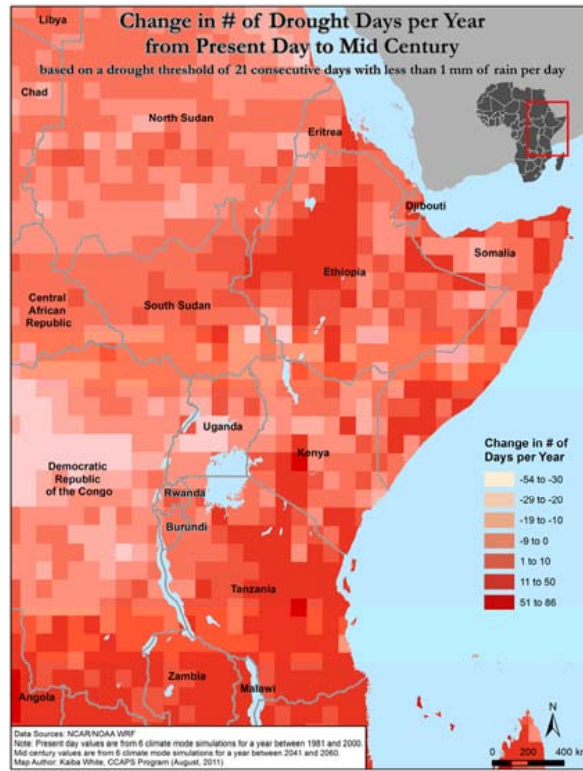 Change in # of Drought Days per Year
from Present Day to Mid Century
based on a drought threshold of 21 consecutive days with less than 1 mm of rain per day
Libya
Chad
North Sudan
Eritrea
Djibouti
Somalia
Ethiopia
Central
African
Republic
South Sudan
Uganda
Kenya
Democratic
Republic
of the Congo
Rwanda
Burundi
Tanzania
Zambia
Malawi
Angola
Change in #
of
Days per Year
-54 to -30
-29 to -20
-19 to -10
-9 to 0
1 to 10
11 to 50
51 to 86
N
0 200 400 km
Data Sources: NCAR/NOAA WRF
Note: Present day values are from 6 climate mode simulations for a year between 1981 and 2000.
Mid century values are from 6 climate mode simulations for a year between 2041 and 2060.
Map Author: Kaiba White, CCAPS Program (August, 2011)